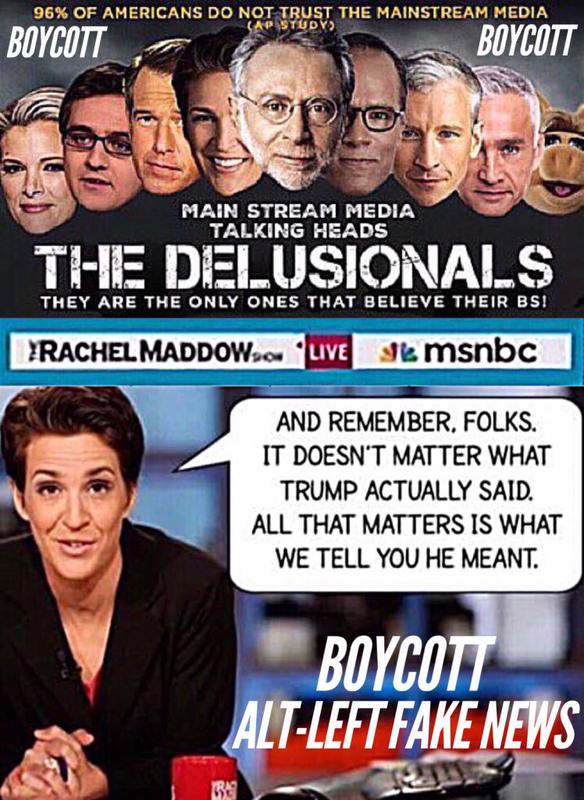 96% OF AMERICANS DO NOT TRUST THE MAINSTREAM MEDIA
(AP STUDY)
BOYCOTT
BOYCOTT
MAIN STREAM MEDIA
TALKING HEADS
THE DELUSIONALS
THEY ARE THE ONLY ONES THAT BELIEVE THEIR BS!
THE RACHEL MADDOW SHOW LIVE msnbc
AND REMEMBER, FOLKS.
IT DOESN'T MATTER WHAT
TRUMP ACTUALLY SAID.
ALL THAT MATTERS IS WHAT
WE TELL YOU HE MEANT.
BOYCOTT
ALT-LEFT FAKE NEWS